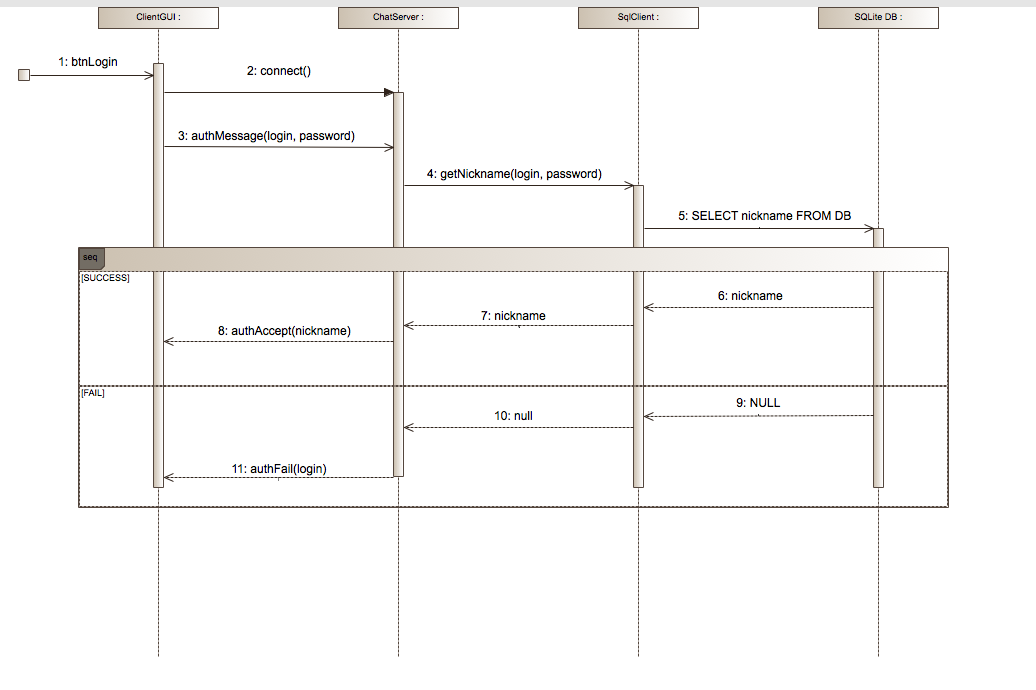 ClientGUI :
ChatServer :
SqlClient :
SQLite DB :
1: btnLogin
2: connect()
3: authMessage(login, password)
4: getNickname(login, password)
5: SELECT nickname FROM DB
seq
[SUCCESS]
6: nickname
7: nickname
8: authAccept(nickname)
[FAIL]
9: NULL
10: null
11: authFail(login)